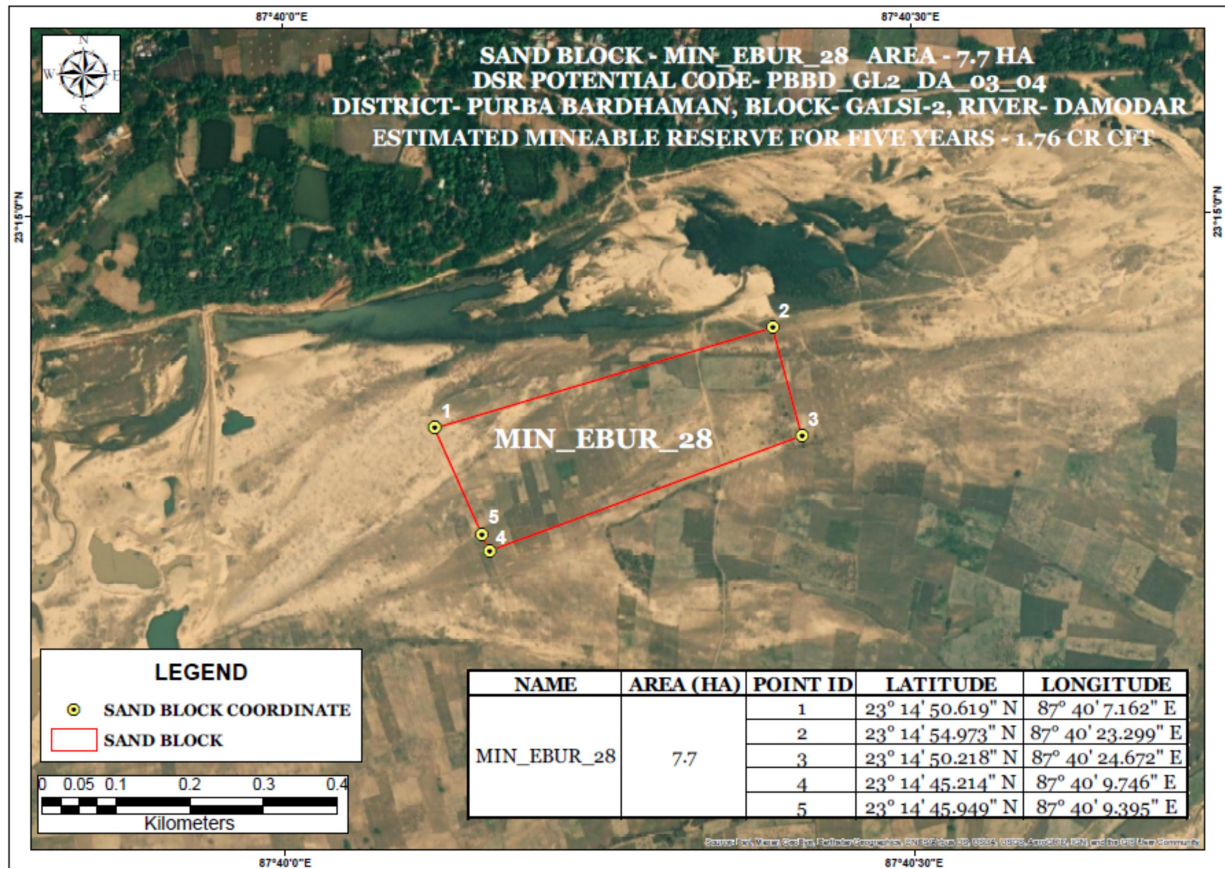 87°40'0"E 87°40'30"E
N
W E
S
SAND BLOCK - MIN_EBUR_28 AREA - 7.7 HA
DSR POTENTIAL CODE- PBBD_GL2_DA_03_04
DISTRICT- PURBA BARDHAMAN, BLOCK- GALSI-2, RIVER- DAMODAR
ESTIMATED MINEABLE RESERVE FOR FIVE YEARS - 1.76 CR CFT
23°15'0"N 23°15'0"N
2
1
3
MIN_EBUR_28
5
4
LEGEND
SAND BLOCK COORDINATE
SAND BLOCK
0 0.05 0.1 0.2 0.3 0.4
Kilometers
NAME AREA (HA) POINT ID LATITUDE LONGITUDE
MIN_EBUR_28 7.7
1 23° 14' 50.619" N 87° 40' 7.162" E
2 23° 14' 54.973" N 87° 40' 23.299" E
3 23° 14' 50.218" N 87° 40' 24.672" E
4 23° 14' 45.214" N 87° 40' 9.746" E
5 23° 14' 45.949" N 87° 40' 9.395" E
87°40'0"E 87°40'30"E